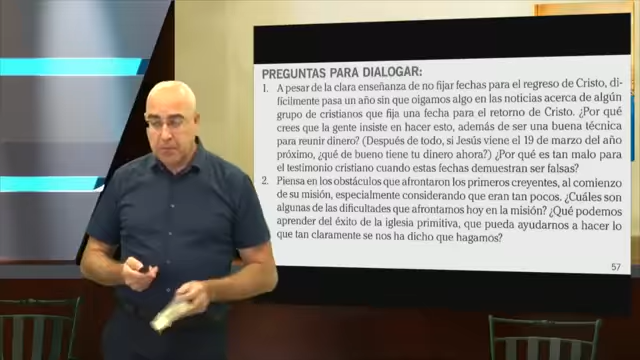 PREGUNTAS PARA DIALOGAR:
1. A pesar de la clara enseñanza de no fijar fechas para el regreso de Cristo, di-
fícilmente pasa un año sin que oigamos algo en las noticias acerca de algún
grupo de cristianos que fija una fecha para el retorno de Cristo. ¿Por qué
crees que la gente insiste en hacer esto, además de ser una buena técnica
para reunir dinero? (Después de todo, si Jesús viene el 19 de marzo del año
próximo, ¿de qué bueno tiene tu dinero ahora?) ¿Por qué es tan malo para el
testimonio cristiano cuando estas fechas demuestran ser falsas?
2. Piensa en los obstáculos que afrontaron los primeros creyentes, al comienzo
de su misión, especialmente considerando que eran tan pocos. ¿Cuáles son
algunas de las dificultades que afrontamos hoy en la misión? ¿Qué podemos
aprender del éxito de la iglesia primitiva, que pueda ayudarnos a hacer lo
que tan claramente se nos ha dicho que hagamos?
57